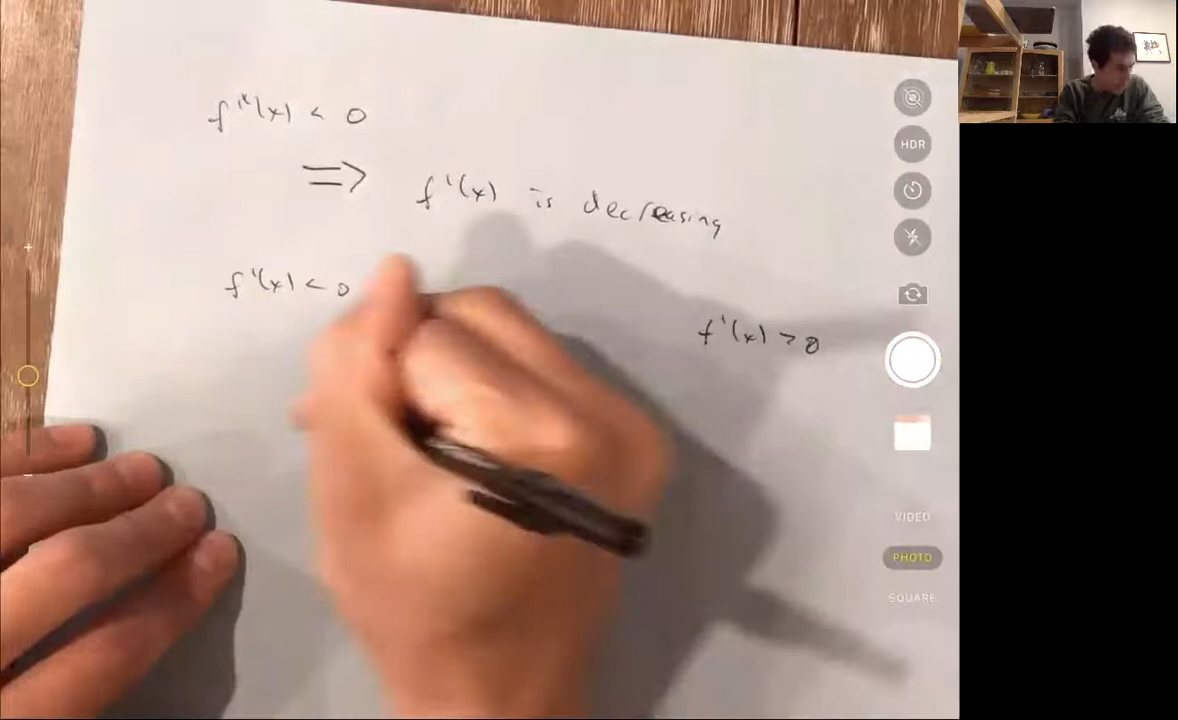 f''(x) < 0
⇒ f'(x) is decreasing
f'(x) < 0
f'(x) > 0
HDR
VIDEO
PHOTO
SQUARE